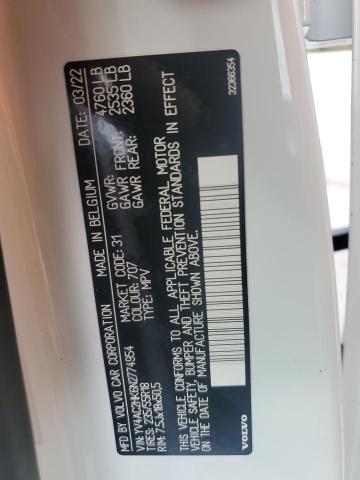 MFD BY VOLVO CAR CORPORATION MADE IN BELGIUM DATE: 03/22
VIN: YV4AC2HK6N2774954 MARKET CODE: 31 GVWR: 4760 LB
TIRES: 235/55R18 COLOUR: 707 GAWR FRONT: 2535 LB
RIM: 7.5Jx18x50,5 TYPE: MPV GAWR REAR: 2360 LB
THIS VEHICLE CONFORMS TO ALL APPLICABLE FEDERAL MOTOR
VEHICLE SAFETY, BUMPER AND THEFT PREVENTION STANDARDS IN EFFECT
ON THE DATE OF MANUFACTURE SHOWN ABOVE.
VOLVO 32366354